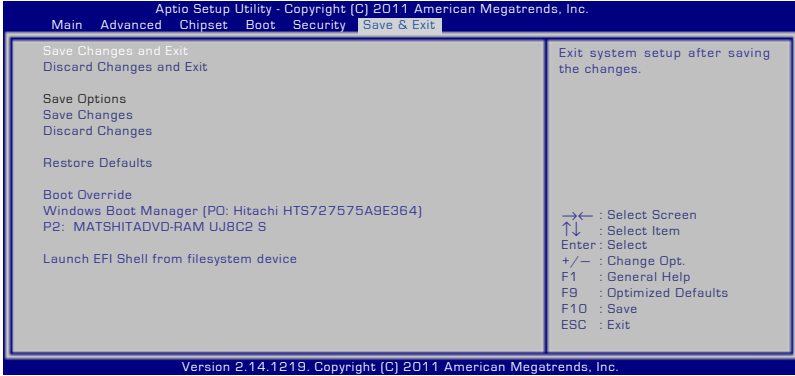 Aptio Setup Utility - Copyright (C) 2011 American Megatrends, Inc.
Main Advanced Chipset Boot Security Save & Exit
Save Changes and Exit
Discard Changes and Exit
Save Options
Save Changes
Discard Changes
Restore Defaults
Boot Override
Windows Boot Manager (P0: Hitachi HTS727575A9E364)
P2: MATSHITADVD-RAM UJ8C2 S
Launch EFI Shell from filesystem device
Exit system setup after saving
the changes.
→← : Select Screen
↑↓ : Select Item
Enter : Select
+/− : Change Opt.
F1 : General Help
F9 : Optimized Defaults
F10 : Save
ESC : Exit
Version 2.14.1219. Copyright (C) 2011 American Megatrends, Inc.